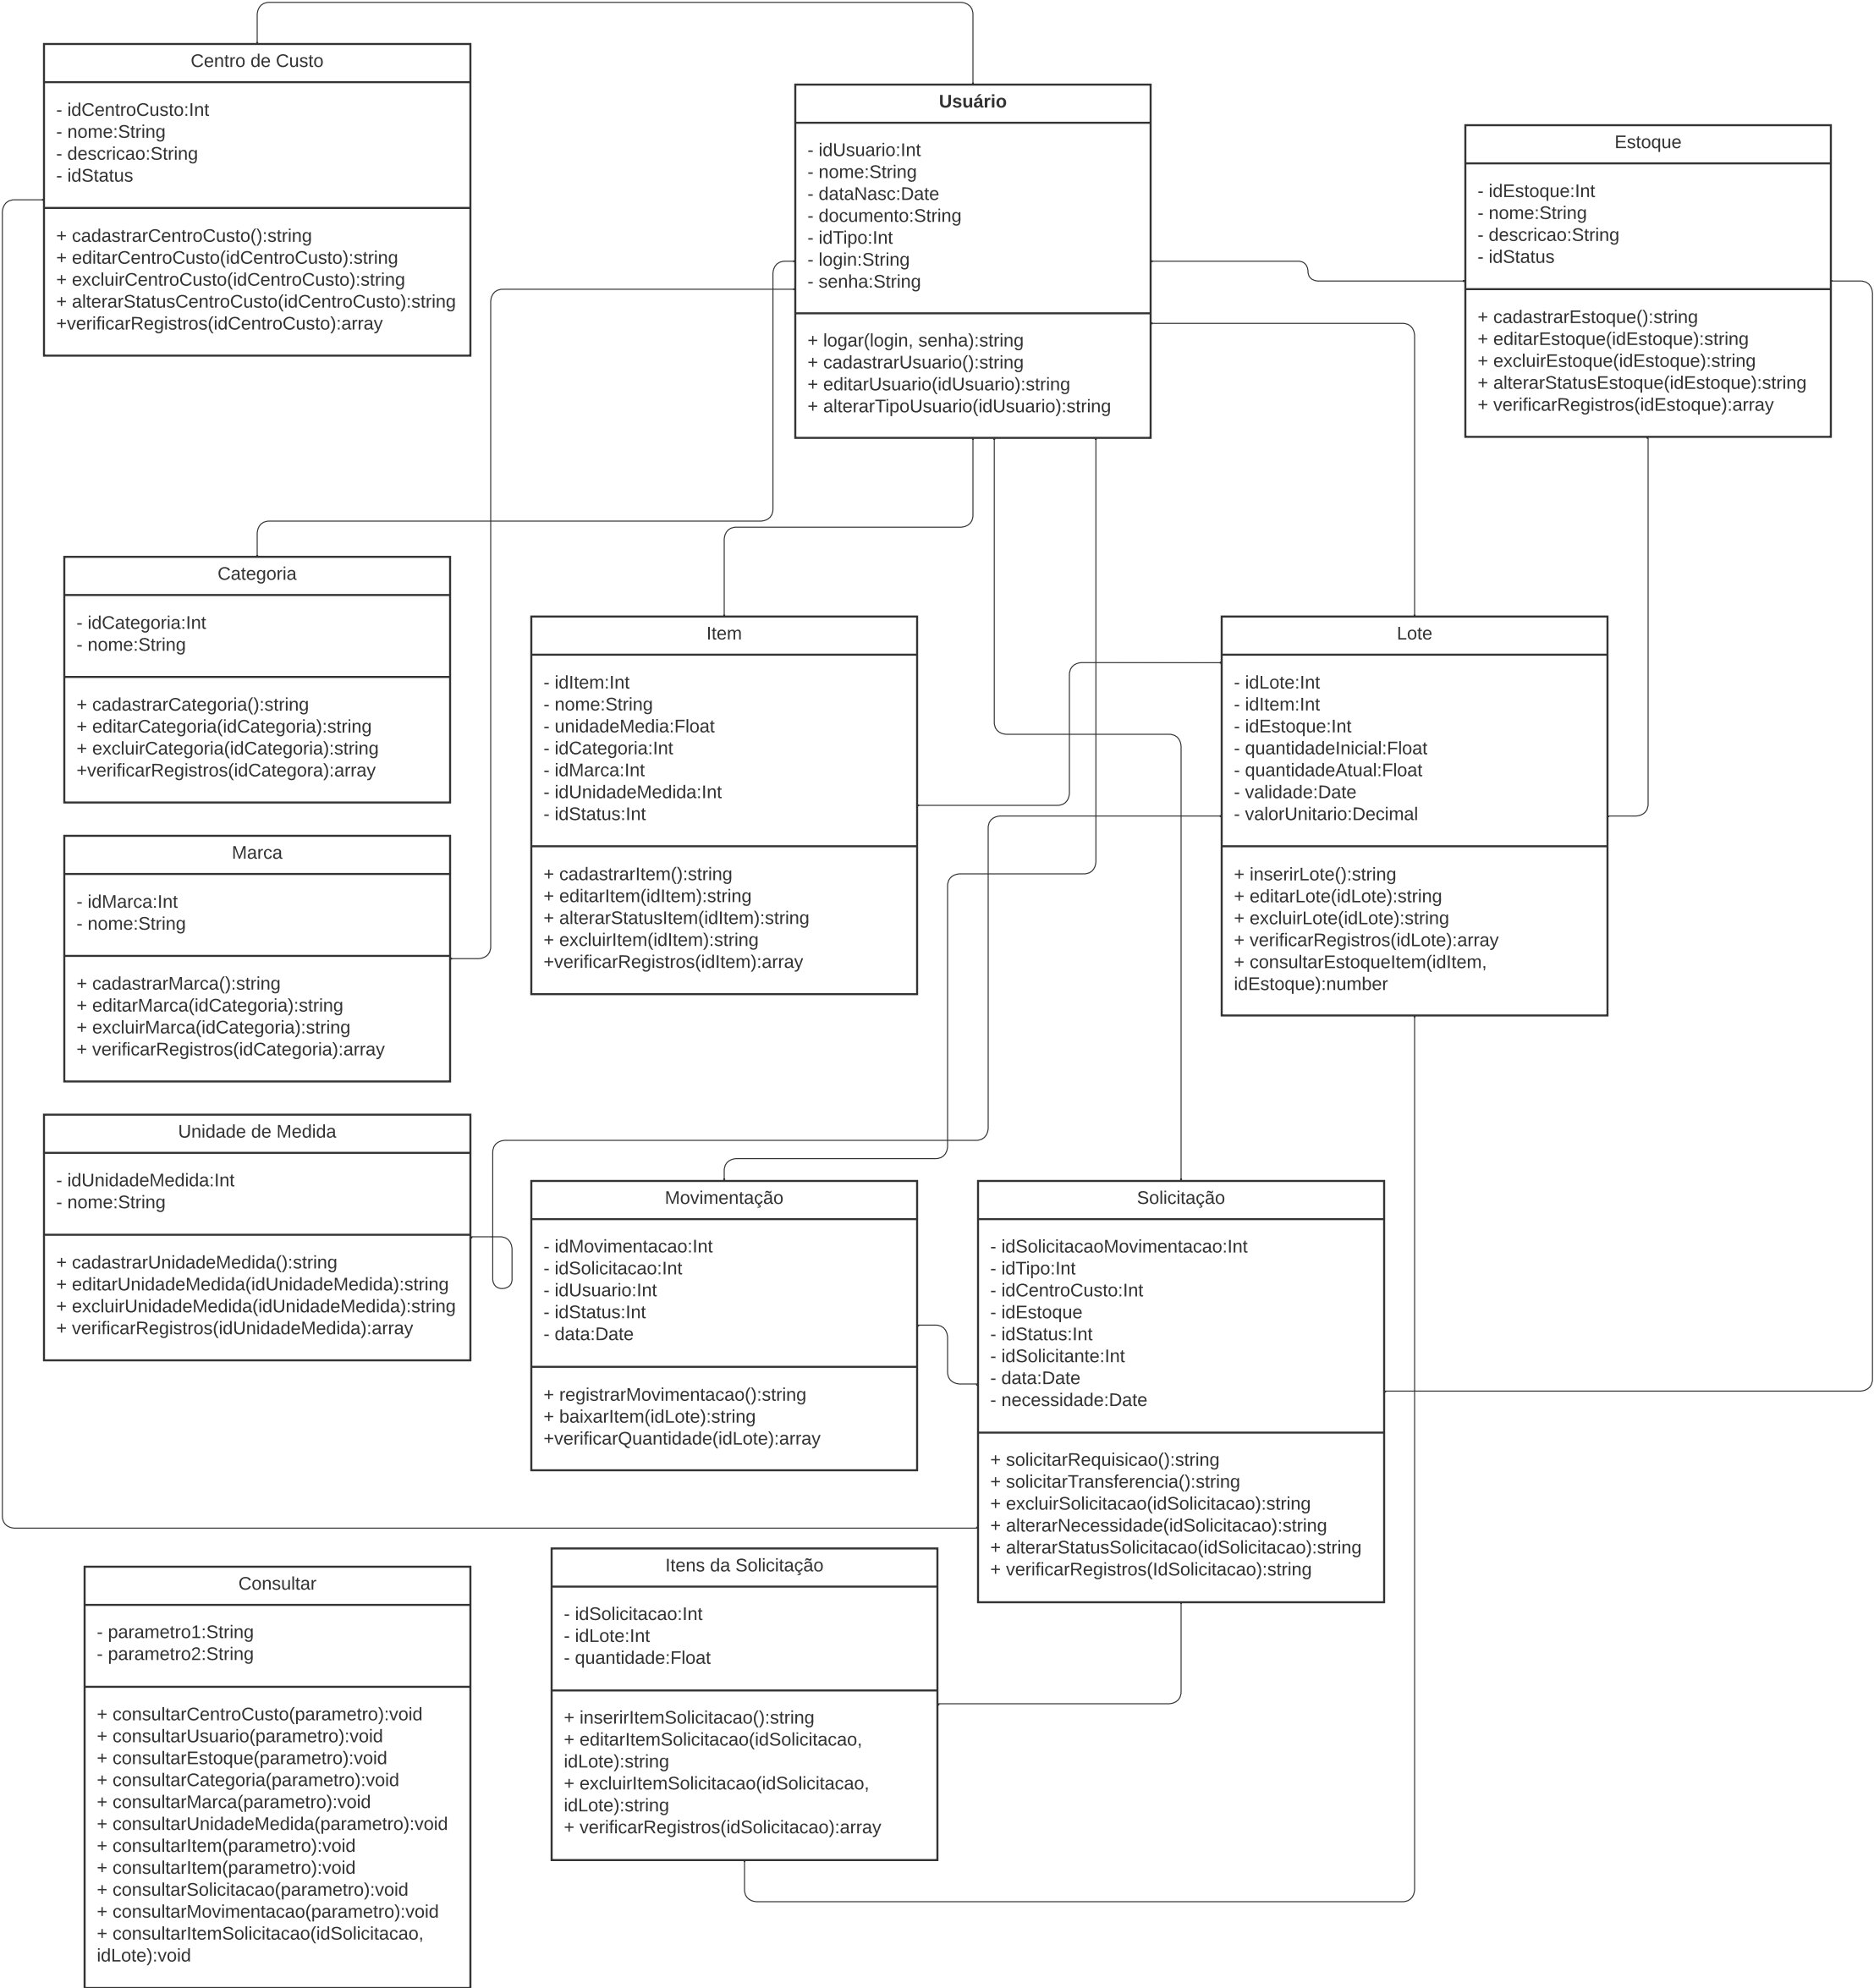 Centro de Custo
- idCentroCusto:Int
- nome:String
- descricao:String
- idStatus
+ cadastrarCentroCusto():string
+ editarCentroCusto(idCentroCusto):string
+ excluirCentroCusto(idCentroCusto):string
+ alterarStatusCentroCusto(idCentroCusto):string
+verificarRegistros(idCentroCusto):array
Usuário
- idUsuario:Int
- nome:String
- dataNasc:Date
- documento:String
- idTipo:Int
- login:String
- senha:String
+ logar(login, senha):string
+ cadastrarUsuario():string
+ editarUsuario(idUsuario):string
+ alterarTipoUsuario(idUsuario):string
Estoque
- idEstoque:Int
- nome:String
- descricao:String
- idStatus
+ cadastrarEstoque():string
+ editarEstoque(idEstoque):string
+ excluirEstoque(idEstoque):string
+ alterarStatusEstoque(idEstoque):string
+ verificarRegistros(idEstoque):array
Categoria
- idCategoria:Int
- nome:String
+ cadastrarCategoria():string
+ editarCategoria(idCategoria):string
+ excluirCategoria(idCategoria):string
+verificarRegistros(idCategora):array
Item
- idItem:Int
- nome:String
- unidadeMedia:Float
- idCategoria:Int
- idMarca:Int
- idUnidadeMedida:Int
- idStatus:Int
+ cadastrarItem():string
+ editarItem(idItem):string
+ alterarStatusItem(idItem):string
+ excluirItem(idItem):string
+verificarRegistros(idItem):array
Lote
- idLote:Int
- idItem:Int
- idEstoque:Int
- quantidadeInicial:Float
- quantidadeAtual:Float
- validade:Date
- valorUnitario:Decimal
+ inserirLote():string
+ editarLote(idLote):string
+ excluirLote(idLote):string
+ verificarRegistros(idLote):array
+ consultarEstoqueItem(idItem,
idEstoque):number
Marca
- idMarca:Int
- nome:String
+ cadastrarMarca():string
+ editarMarca(idCategoria):string
+ excluirMarca(idCategoria):string
+ verificarRegistros(idCategoria):array
Unidade de Medida
- idUnidadeMedida:Int
- nome:String
+ cadastrarUnidadeMedida():string
+ editarUnidadeMedida(idUnidadeMedida):string
+ excluirUnidadeMedida(idUnidadeMedida):string
+ verificarRegistros(idUnidadeMedida):array
Movimentação
- idMovimentacao:Int
- idSolicitacao:Int
- idUsuario:Int
- idStatus:Int
- data:Date
+ registrarMovimentacao():string
+ baixarItem(idLote):string
+verificarQuantidade(idLote):array
Solicitação
- idSolicitacaoMovimentacao:Int
- idTipo:Int
- idCentroCusto:Int
- idEstoque
- idStatus:Int
- idSolicitante:Int
- data:Date
- necessidade:Date
+ solicitarRequisicao():string
+ solicitarTransferencia():string
+ excluirSolicitacao(idSolicitacao):string
+ alterarNecessidade(idSolicitacao):string
+ alterarStatusSolicitacao(idSolicitacao):string
+ verificarRegistros(IdSolicitacao):string
Itens da Solicitação
- idSolicitacao:Int
- idLote:Int
- quantidade:Float
+ inserirItemSolicitacao():string
+ editarItemSolicitacao(idSolicitacao,
idLote):string
+ excluirItemSolicitacao(idSolicitacao,
idLote):string
+ verificarRegistros(idSolicitacao):array
Consultar
- parametro1:String
- parametro2:String
+ consultarCentroCusto(parametro):void
+ consultarUsuario(parametro):void
+ consultarEstoque(parametro):void
+ consultarCategoria(parametro):void
+ consultarMarca(parametro):void
+ consultarUnidadeMedida(parametro):void
+ consultarItem(parametro):void
+ consultarItem(parametro):void
+ consultarSolicitacao(parametro):void
+ consultarMovimentacao(parametro):void
+ consultarItemSolicitacao(idSolicitacao,
idLote):void